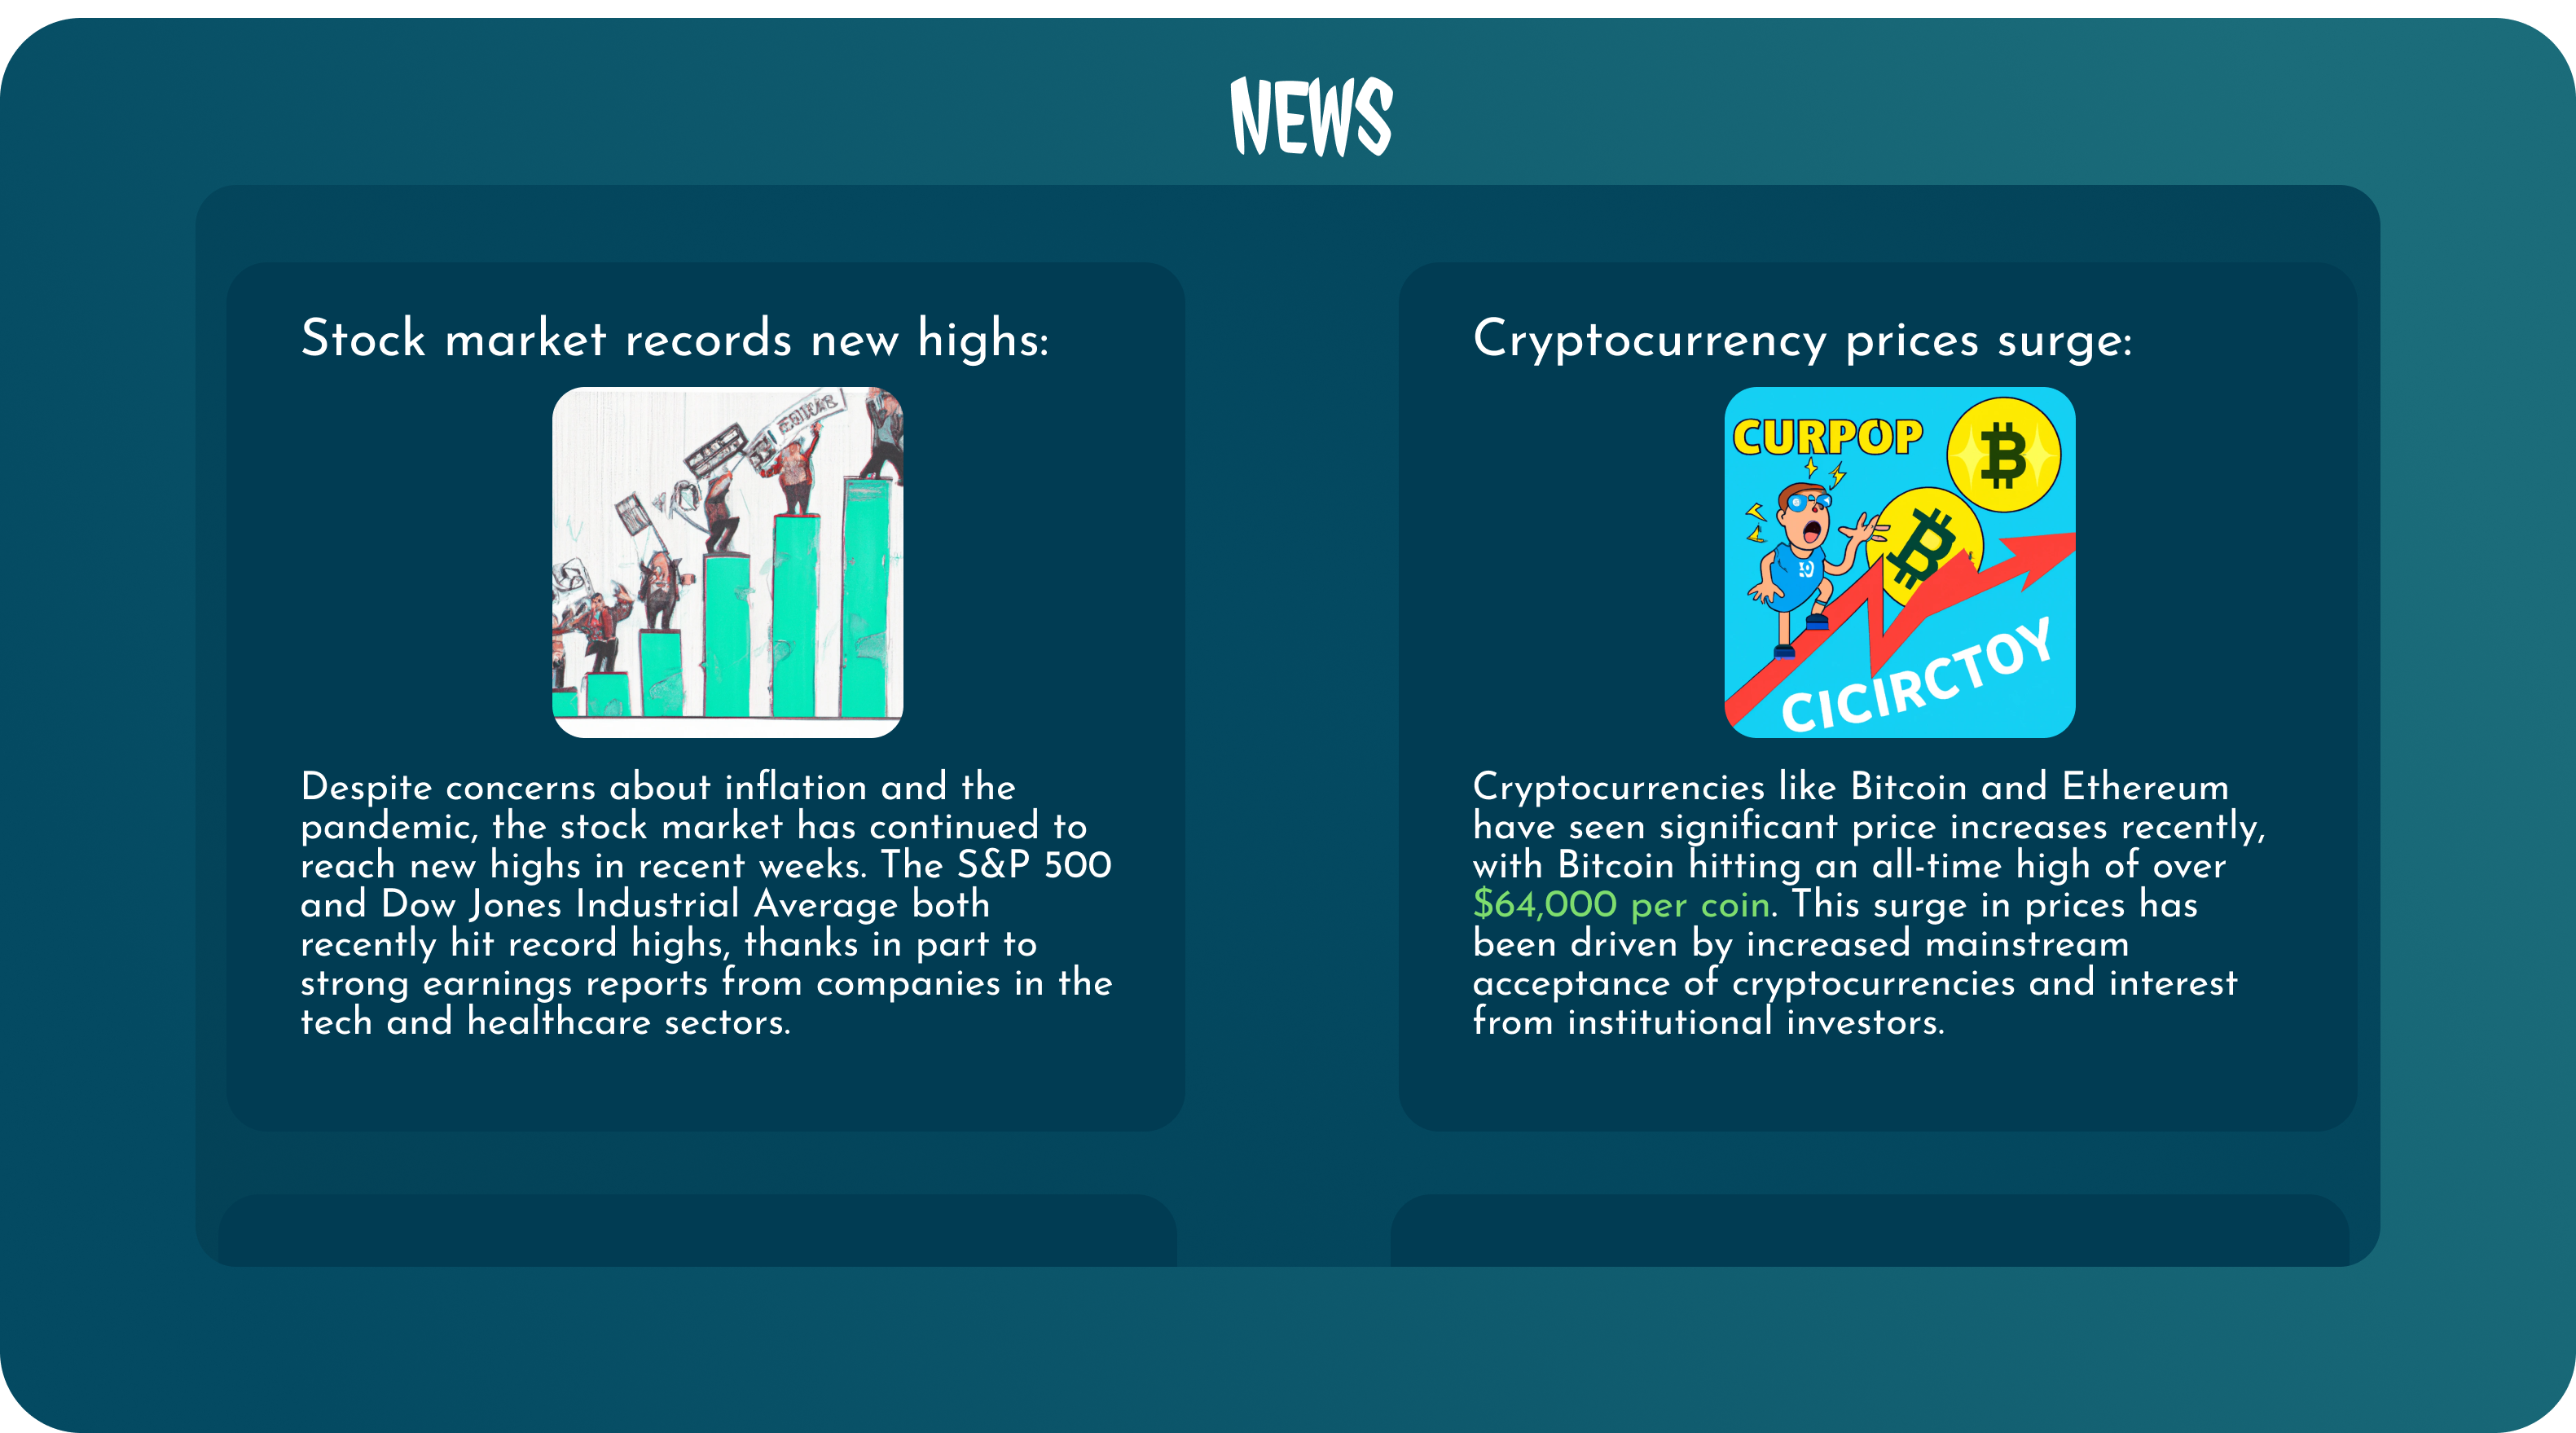 NEWS
Stock market records new highs:
Despite concerns about inflation and the
pandemic, the stock market has continued to
reach new highs in recent weeks. The S&P 500
and Dow Jones Industrial Average both
recently hit record highs, thanks in part to
strong earnings reports from companies in the
tech and healthcare sectors.
Cryptocurrency prices surge:
CURPOP
CICIRCTOY
Cryptocurrencies like Bitcoin and Ethereum
have seen significant price increases recently,
with Bitcoin hitting an all-time high of over
$64,000 per coin. This surge in prices has
been driven by increased mainstream
acceptance of cryptocurrencies and interest
from institutional investors.